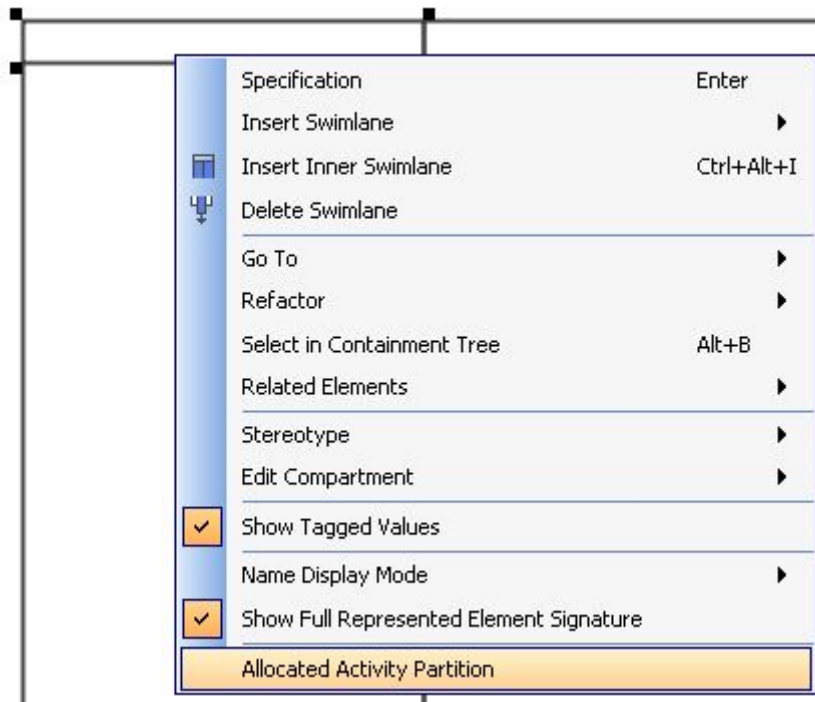 Specification Enter
Insert Swimlane
Insert Inner Swimlane Ctrl+Alt+I
Delete Swimlane
Go To
Refactor
Select in Containment Tree Alt+B
Related Elements
Stereotype
Edit Compartment
Show Tagged Values
Name Display Mode
Show Full Represented Element Signature
Allocated Activity Partition